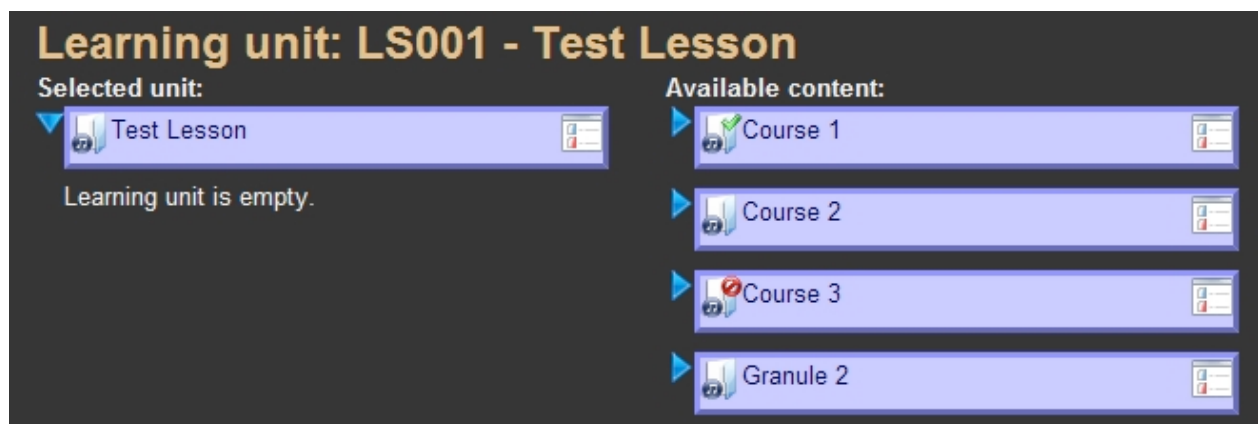 Learning unit: LS001 - Test Lesson
Selected unit:
Test Lesson
Learning unit is empty.
Available content:
Course 1
Course 2
Course 3
Granule 2